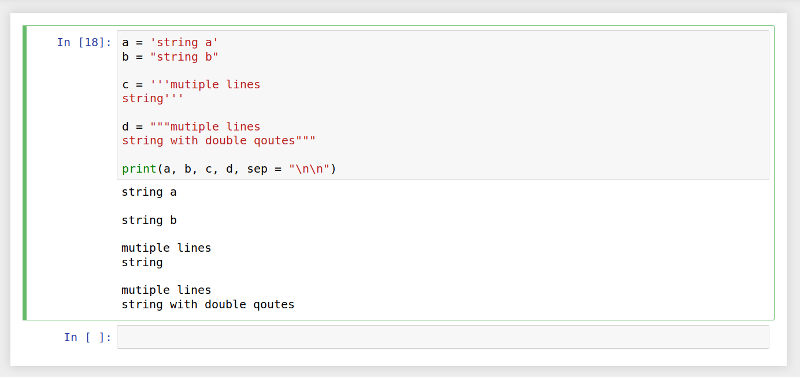 In [18]: a = 'string a'
b = "string b"
c = '''mutiple lines
string'''
d = """mutiple lines
string with double qoutes"""
print(a, b, c, d, sep = "\n\n")
string a
string b
mutiple lines
string
mutiple lines
string with double qoutes
In [ ]: